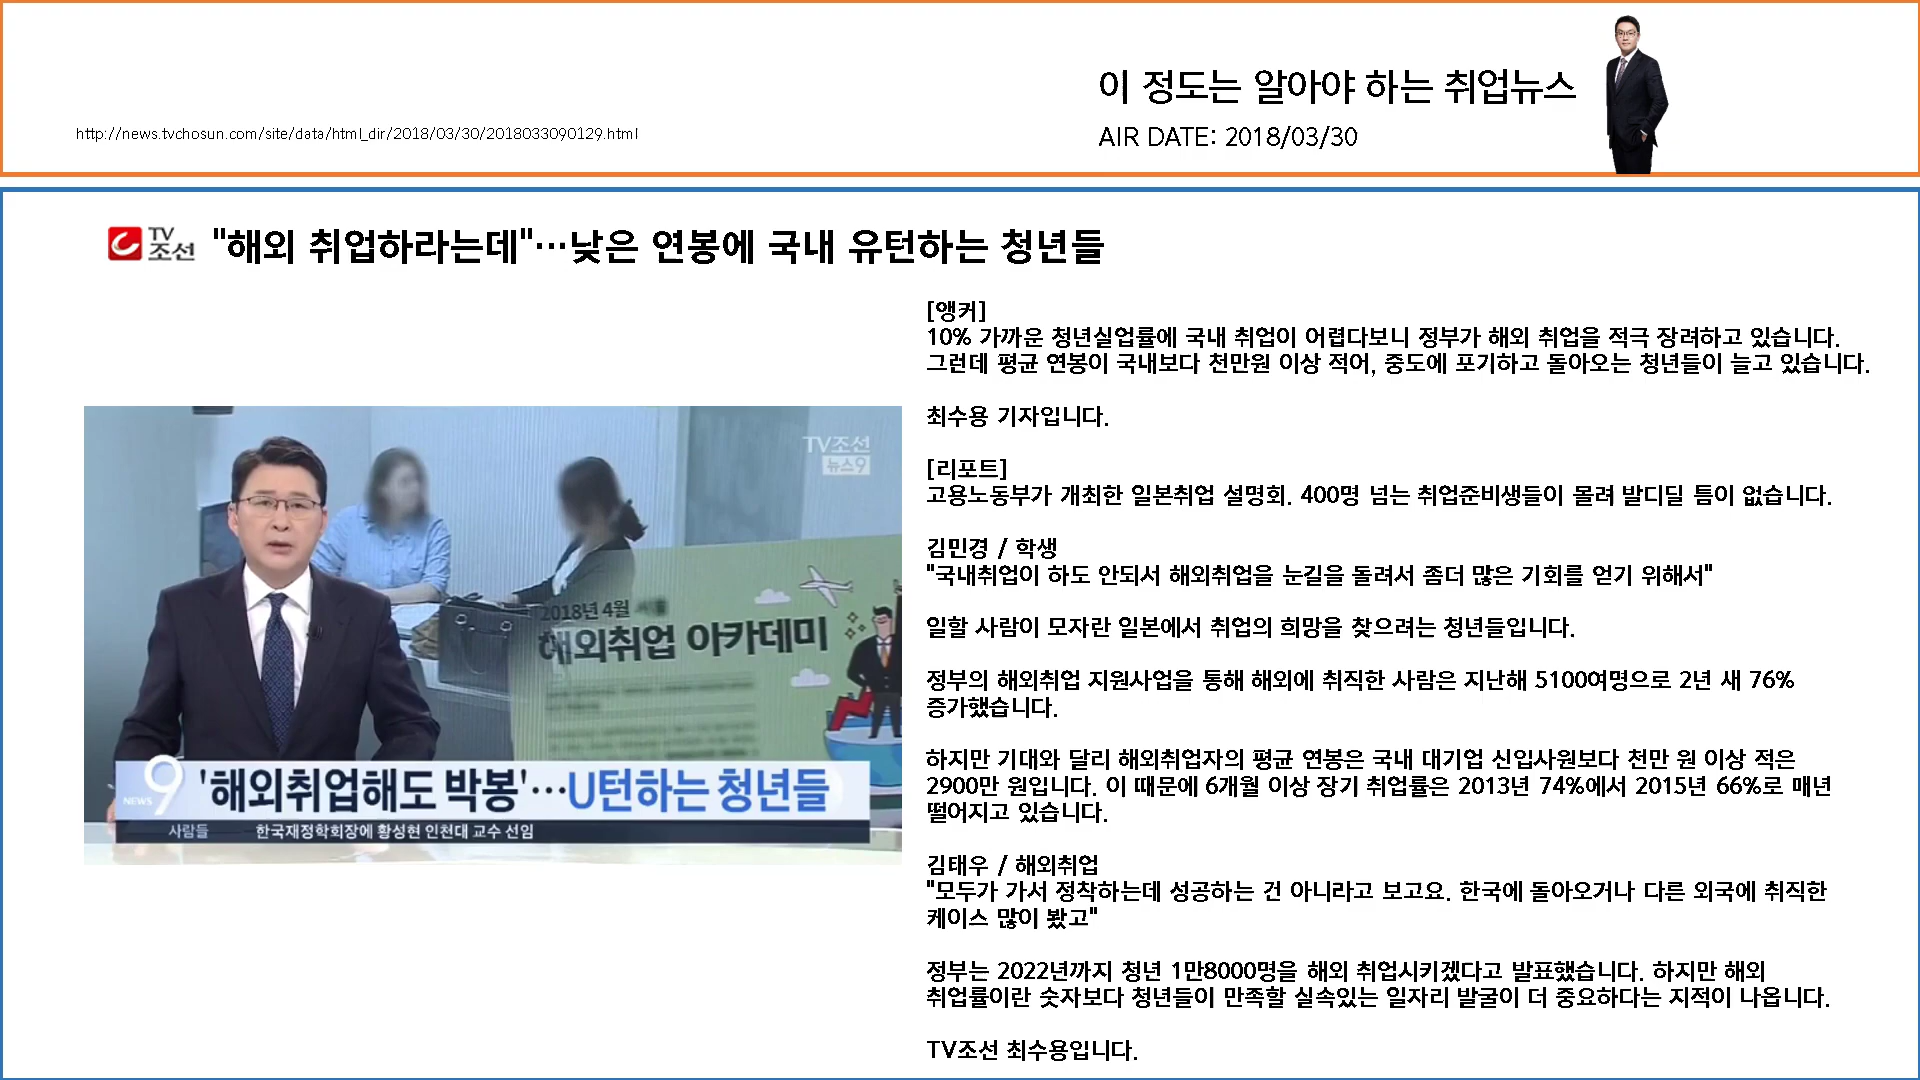 이 정도는 알아야 하는 취업뉴스
http://news.tvchosun.com/site/data/html_dir/2018/03/30/2018033090129.html
AIR DATE: 2018/03/30
TV조선
"해외 취업하라는데"…낮은 연봉에 국내 유턴하는 청년들
TV조선
뉴스9
2018년 4월
해외취업 아카데미
NEWS 9
'해외취업해도 박봉'…U턴하는 청년들
사람들 한국재정학회장에 황성현 인천대 교수 선임
[앵커]
10% 가까운 청년실업률에 국내 취업이 어렵다보니 정부가 해외 취업을 적극 장려하고 있습니다.
그런데 평균 연봉이 국내보다 천만원 이상 적어, 중도에 포기하고 돌아오는 청년들이 늘고 있습니다.
최수용 기자입니다.
[리포트]
고용노동부가 개최한 일본취업 설명회. 400명 넘는 취업준비생들이 몰려 발디딜 틈이 없습니다.
김민경 / 학생
"국내취업이 하도 안되서 해외취업을 눈길을 돌려서 좀더 많은 기회를 얻기 위해서"
일할 사람이 모자란 일본에서 취업의 희망을 찾으려는 청년들입니다.
정부의 해외취업 지원사업을 통해 해외에 취직한 사람은 지난해 5100여명으로 2년 새 76%
증가했습니다.
하지만 기대와 달리 해외취업자의 평균 연봉은 국내 대기업 신입사원보다 천만 원 이상 적은
2900만 원입니다. 이 때문에 6개월 이상 장기 취업률은 2013년 74%에서 2015년 66%로 매년
떨어지고 있습니다.
김태우 / 해외취업
"모두가 가서 정착하는데 성공하는 건 아니라고 보고요. 한국에 돌아오거나 다른 외국에 취직한
케이스 많이 봤고"
정부는 2022년까지 청년 1만8000명을 해외 취업시키겠다고 발표했습니다. 하지만 해외
취업률이란 숫자보다 청년들이 만족할 실속있는 일자리 발굴이 더 중요하다는 지적이 나옵니다.
TV조선 최수용입니다.